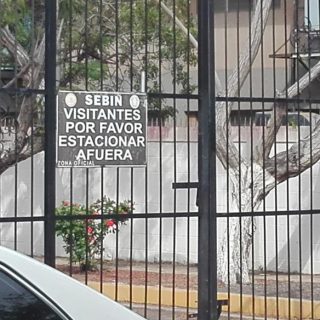 SEBIN
VISITANTES
POR FAVOR
ESTACIONAR
AFUERA
ZONA OFICIAL